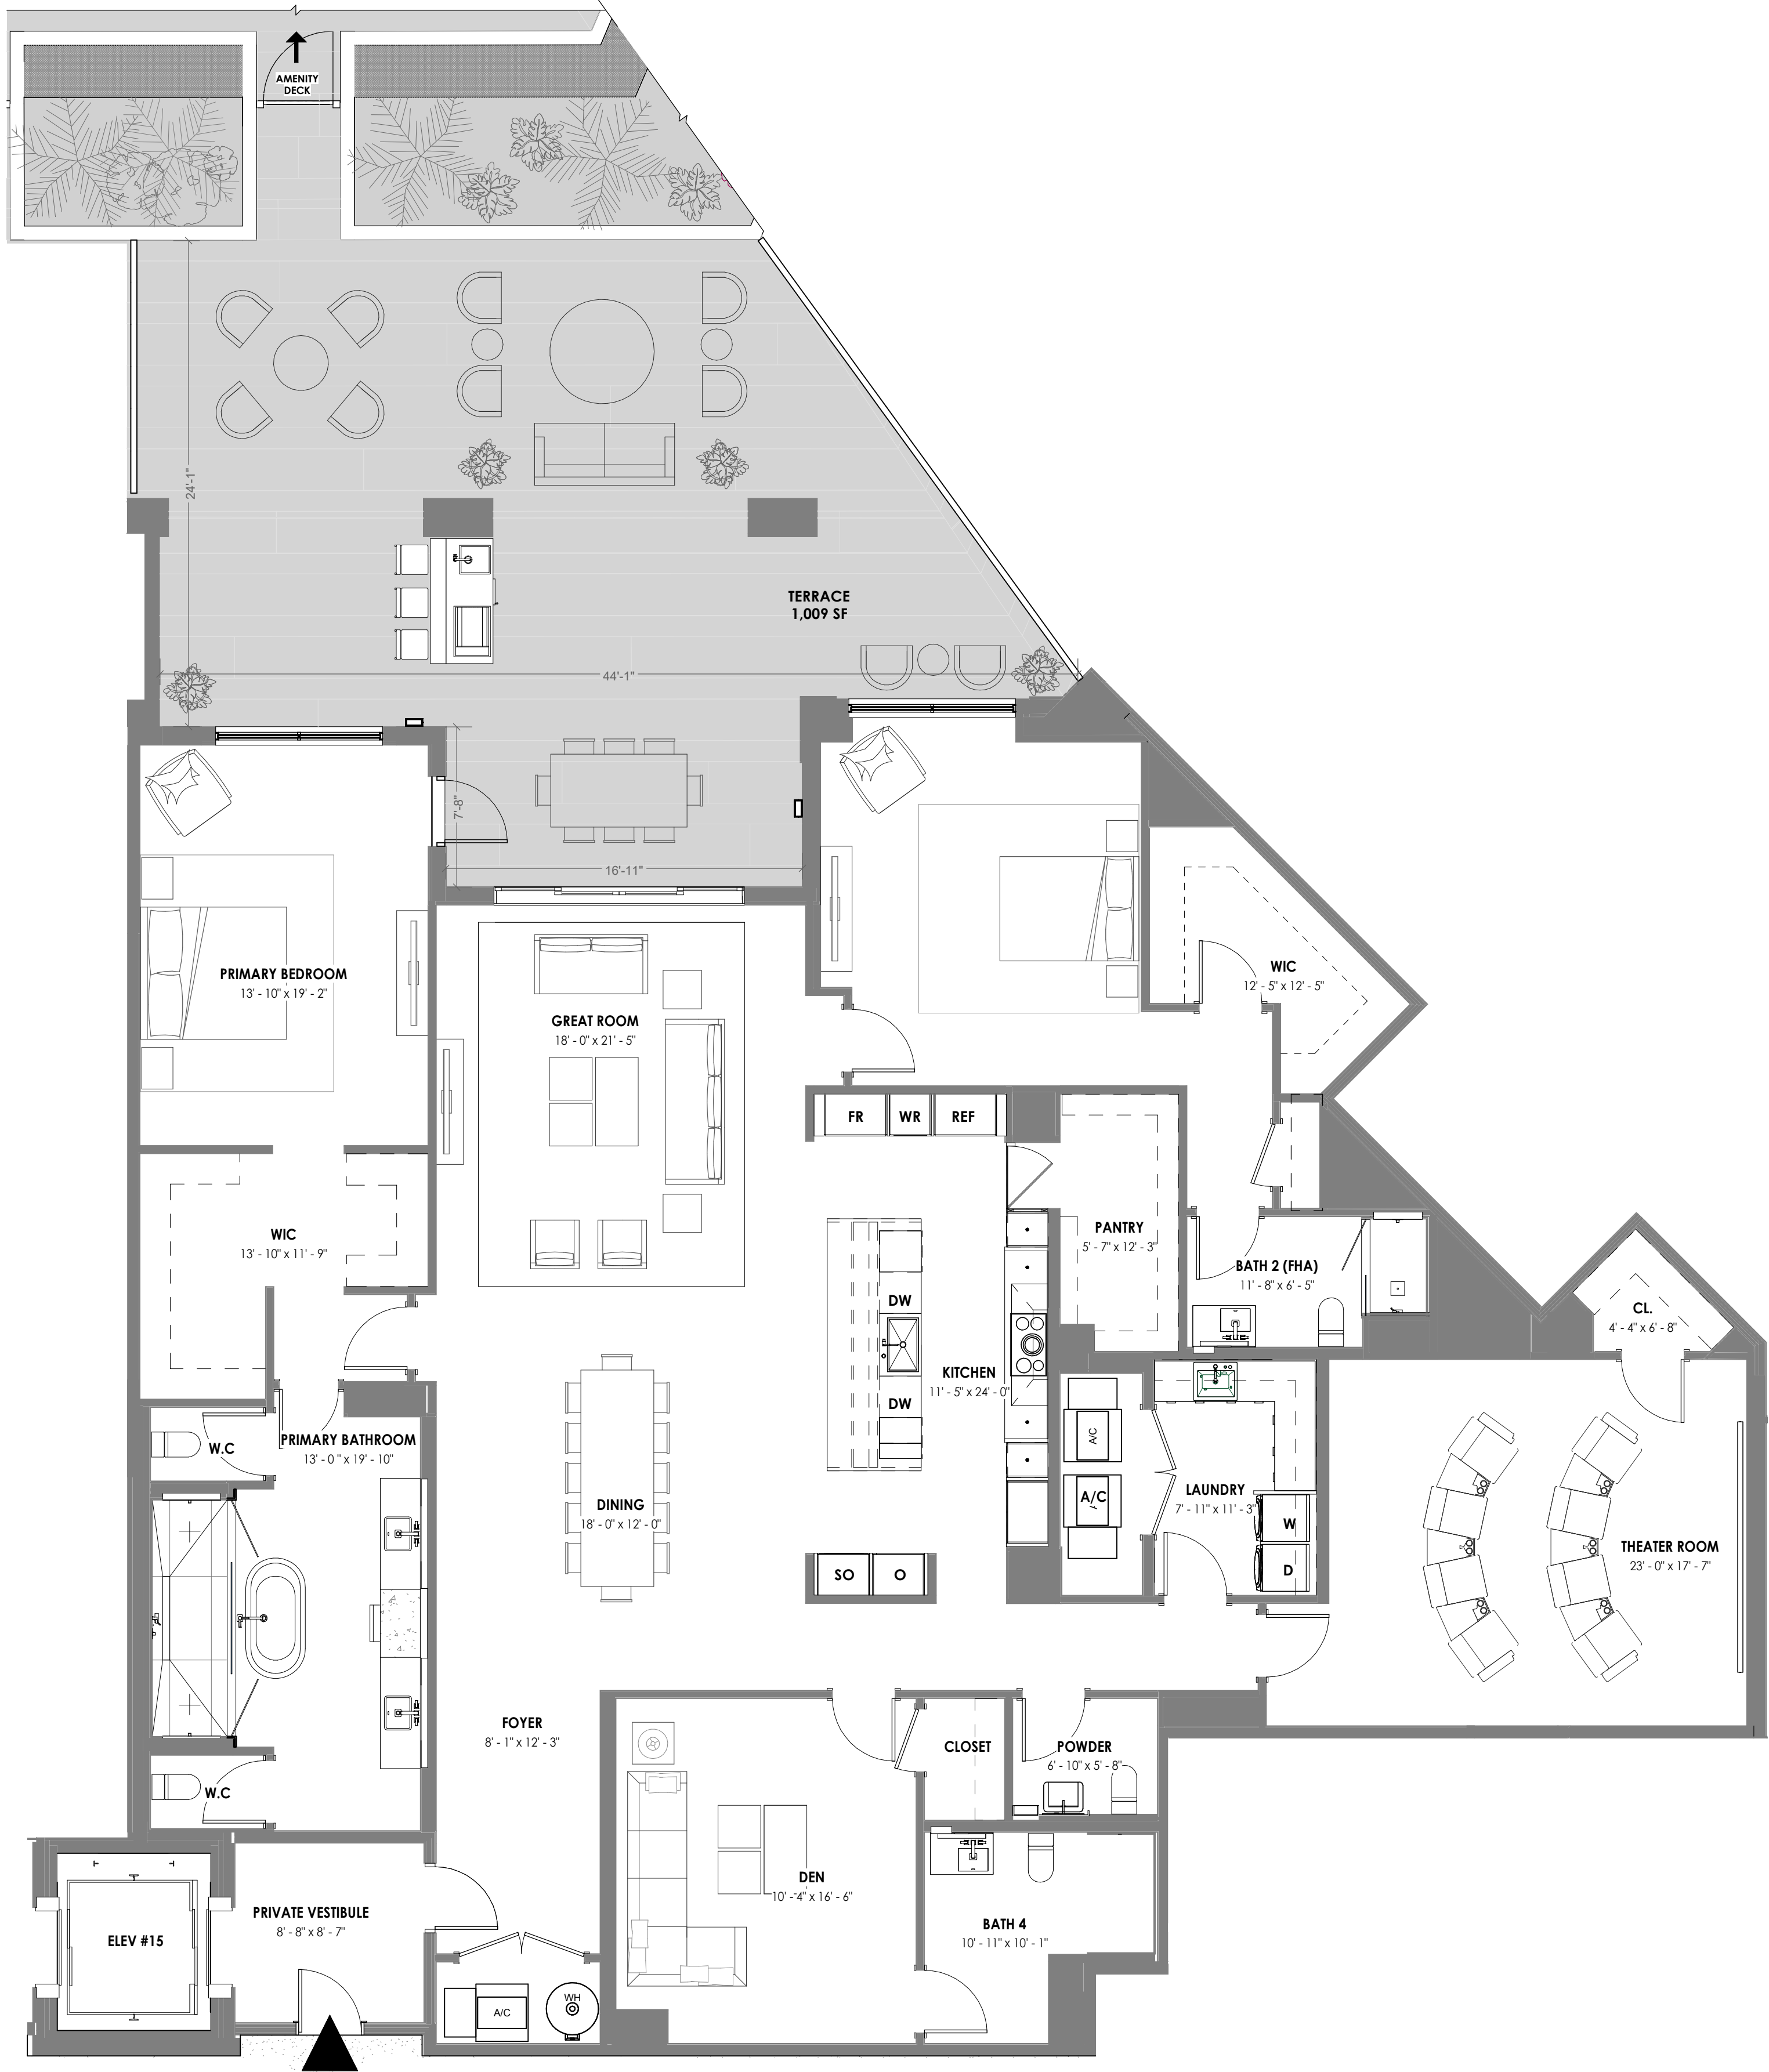 AMENITY
DECK
24'-1"
TERRACE
1,009 SF
44'-1"
7'-8"
16'-11"
PRIMARY BEDROOM
13' - 10" x 19' - 2"
GREAT ROOM
18' - 0" x 21' - 5"
WIC
12' - 5" x 12' - 5"
FR
WR
REF
WIC
13' - 10" x 11' - 9"
PANTRY
5' - 7" x 12' - 3"
BATH 2 (FHA)
11' - 8" x 6' - 5"
CL.
4' - 4" x 6' - 8"
DW
KITCHEN
11' - 5" x 24' - 0"
DW
W.C
PRIMARY BATHROOM
13' - 0 " x 19' - 10"
A/C
A/C
LAUNDRY
7' - 11" x 11' - 3"
W
D
DINING
18' - 0" x 12' - 0"
SO
O
THEATER ROOM
23' - 0" x 17' - 7"
FOYER
8' - 1" x 12' - 3"
CLOSET
POWDER
6' - 10" x 5' - 8"
W.C
DEN
10' - 4" x 16' - 6"
PRIVATE VESTIBULE
8' - 8" x 8' - 7"
ELEV #15
BATH 4
10' - 11" x 10' - 1"
A/C
WH